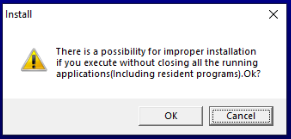 Install
There is a possibility for improper installation
if you execute without closing all the running
applications(Including resident programs).Ok?
OK Cancel